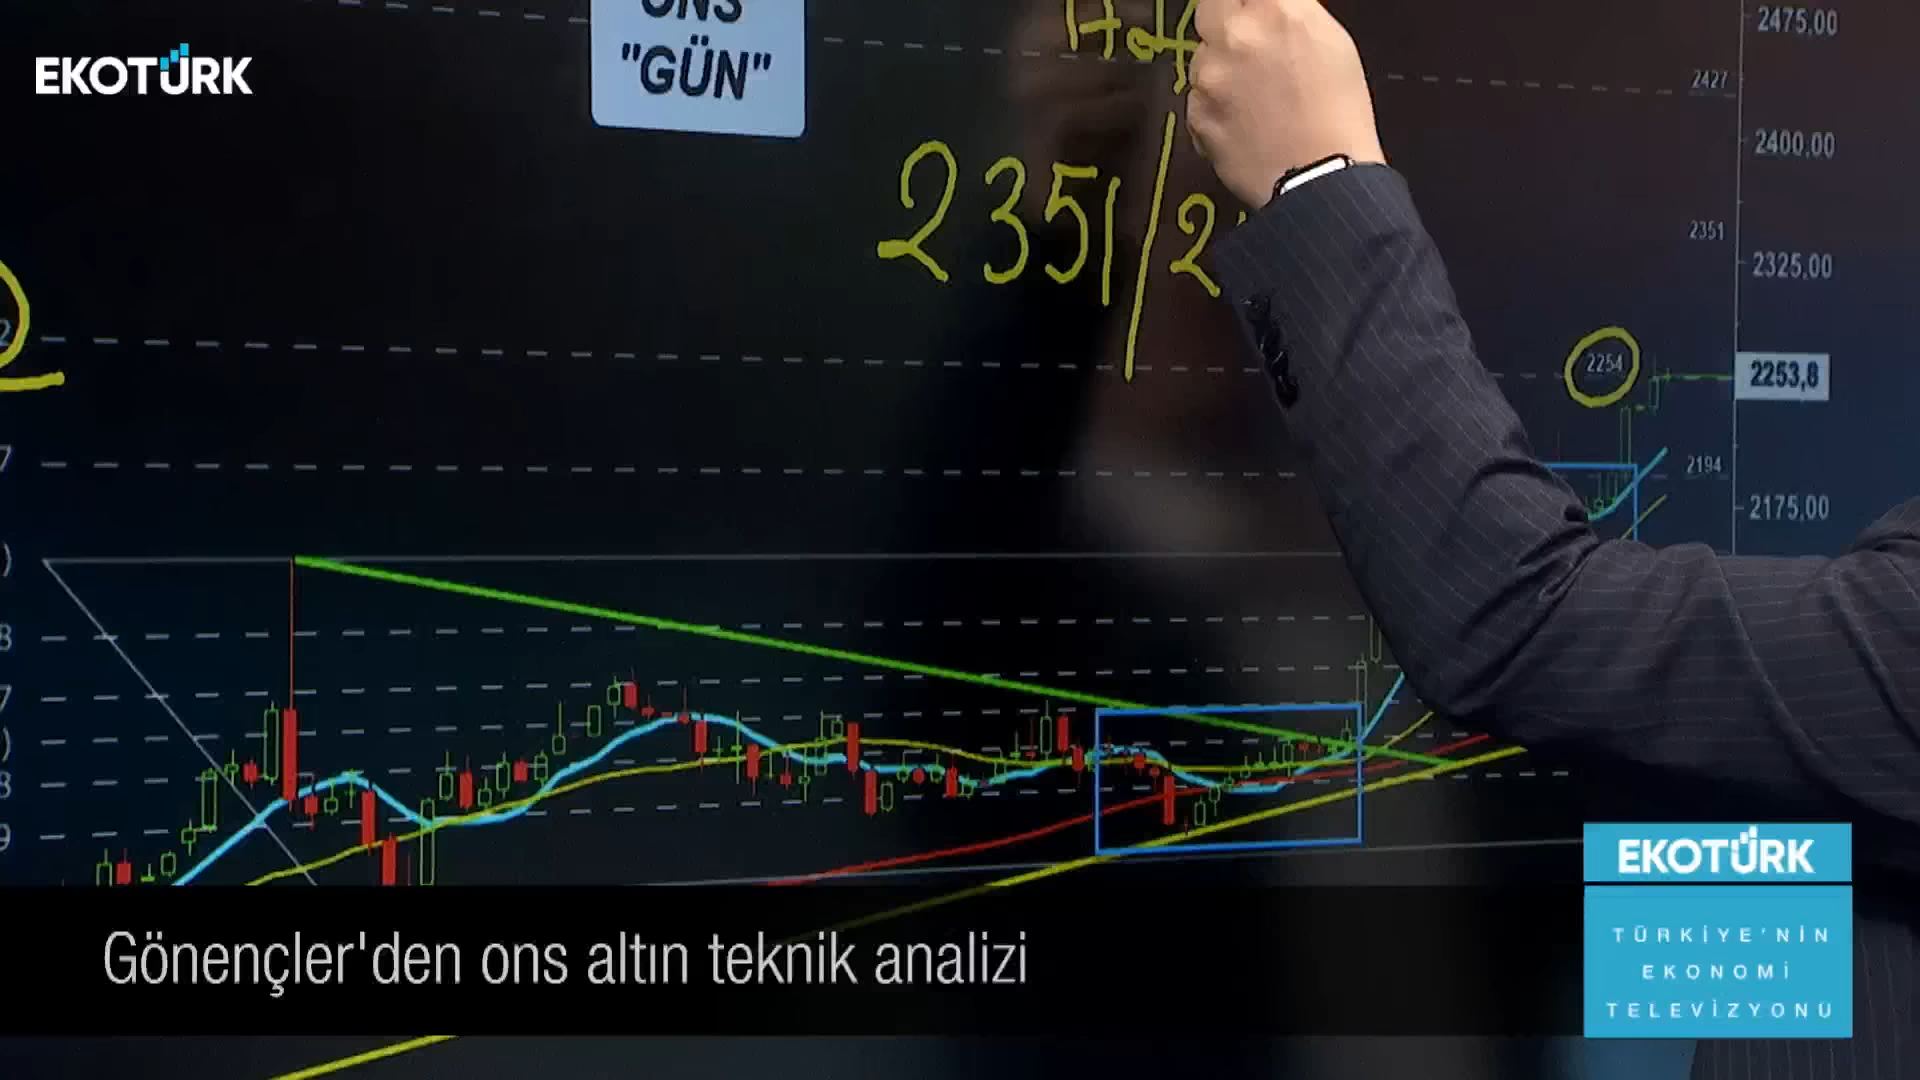 EKOTÜRK
ONS
"GÜN"
2351/2
2475,00
2427
2400,00
2351
2325,00
2254
2253,8
2194
2175,00
Gönençler'den ons altın teknik analizi
EKOTÜRK
TÜRKİYE'NİN
EKONOMİ
TELEVİZYONU